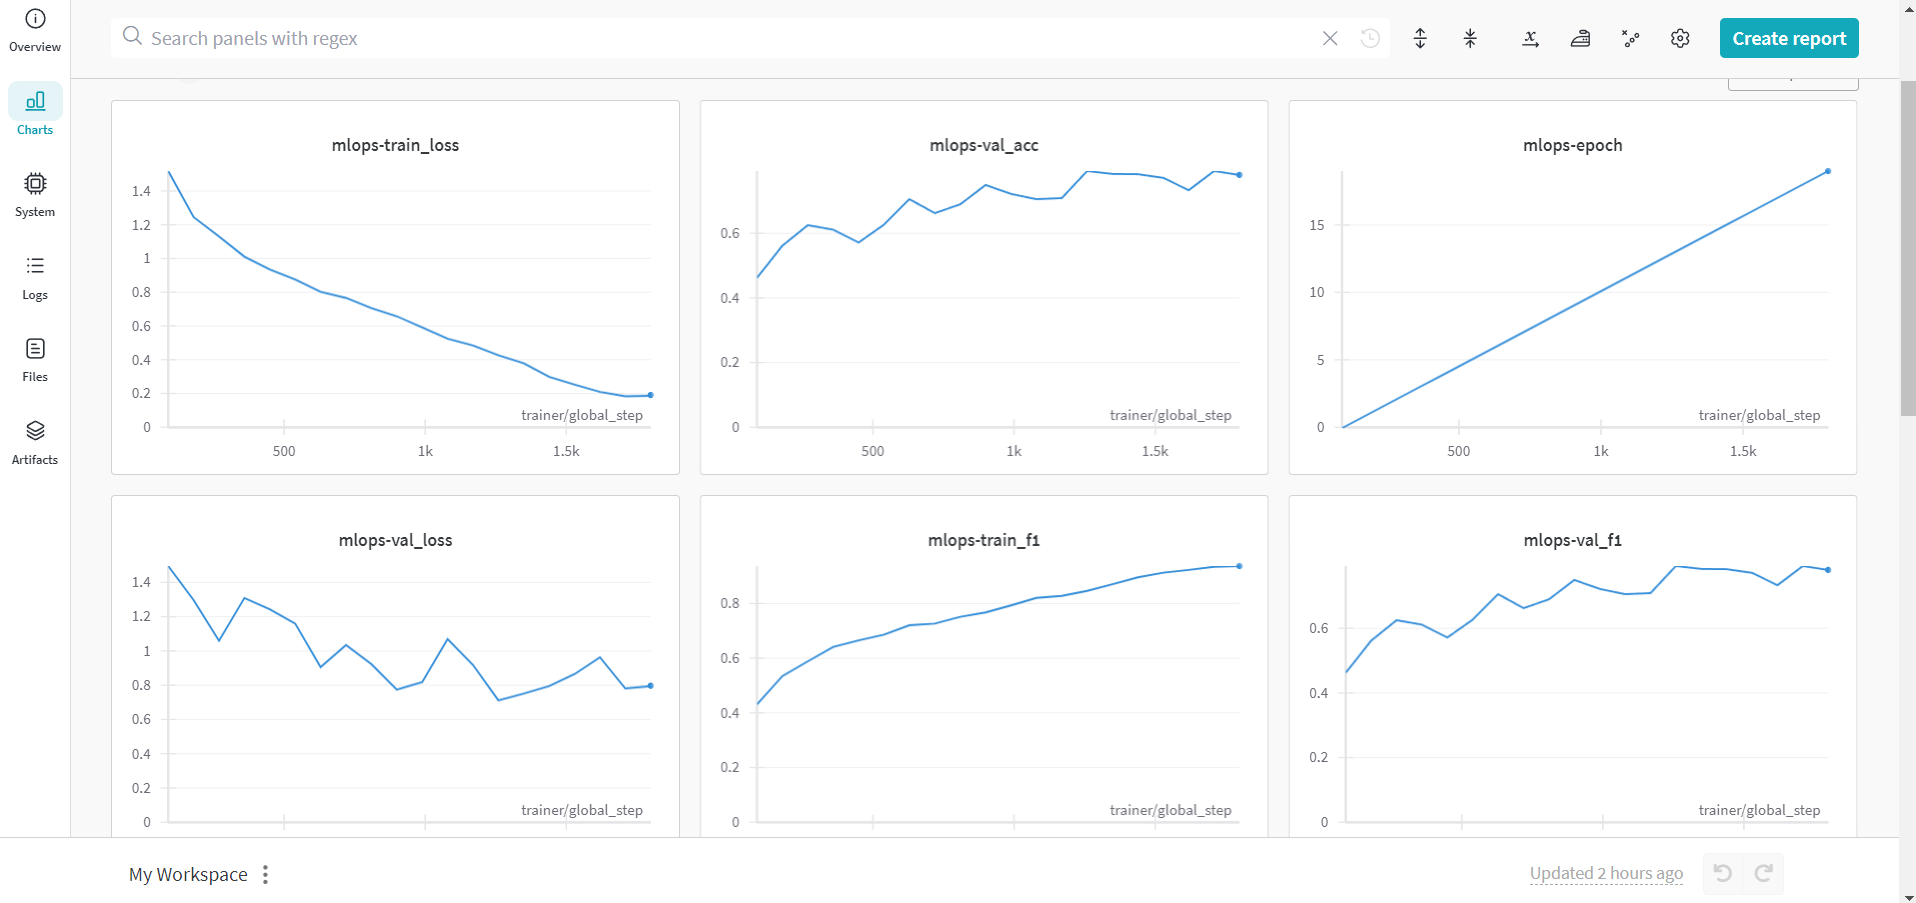 Overview
Charts
System
Logs
Files
Artifacts
Search panels with regex
Create report
mlops-train_loss
1.4
1.2
1
0.8
0.6
0.4
0.2
0
trainer/global_step
500
1k
1.5k
mlops-val_acc
0.6
0.4
0.2
0
trainer/global_step
500
1k
1.5k
mlops-epoch
15
10
5
0
trainer/global_step
500
1k
1.5k
mlops-val_loss
1.4
1.2
1
0.8
0.6
0.4
0.2
0
trainer/global_step
mlops-train_f1
0.8
0.6
0.4
0.2
0
trainer/global_step
mlops-val_f1
0.6
0.4
0.2
0
trainer/global_step
My Workspace
Updated 2 hours ago